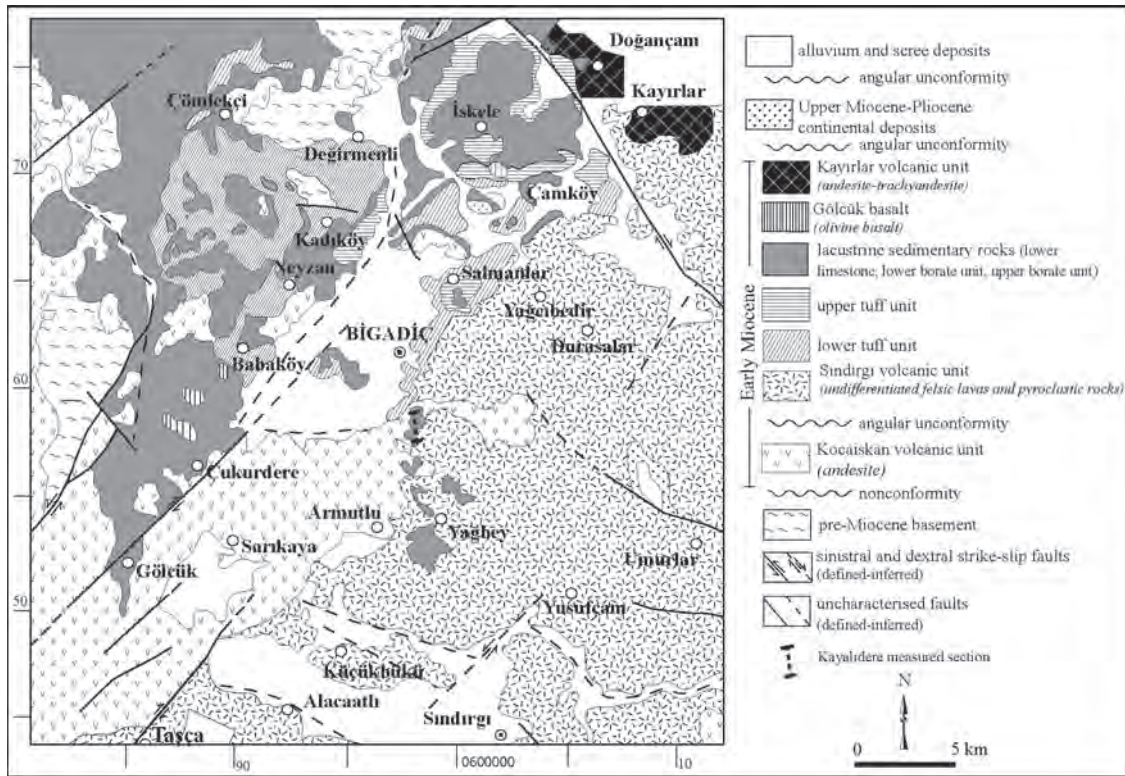 Doğançam
Kayırlar
Çömlekçi
İskele
Değirmenli
70
Çamköy
Kadıköy
Neyzan
Salmanlar
Yağcıbedir
BİGADİÇ
Durasalar
Babaköy
60
Çukurdere
Armutlu
Yağbey
Sarıkaya
Umurlar
Gölcük
Yusufçam
50
Küçükbükü
Alacaatlı
Sındırgı
Taşça
90
0600000
10
alluvium and scree deposits
angular unconformity
Upper Miocene-Pliocene
continental deposits
angular unconformity
Early Miocene
Kayırlar volcanic unit
(andesite-trachyandesite)
Gölcük basalt
(olivine basalt)
lacustrine sedimentary rocks (lower
limestone, lower borate unit, upper borate unit)
upper tuff unit
lower tuff unit
Sındırgı volcanic unit
(undifferentiated felsic lavas and pyroclastic rocks)
angular unconformity
Kocaiskan volcanic unit
(andesite)
nonconformity
pre-Miocene basement
sinistral and dextral strike-slip faults
(defined-inferred)
uncharacterised faults
(defined-inferred)
Kayalıdere measured section
N
0 5 km